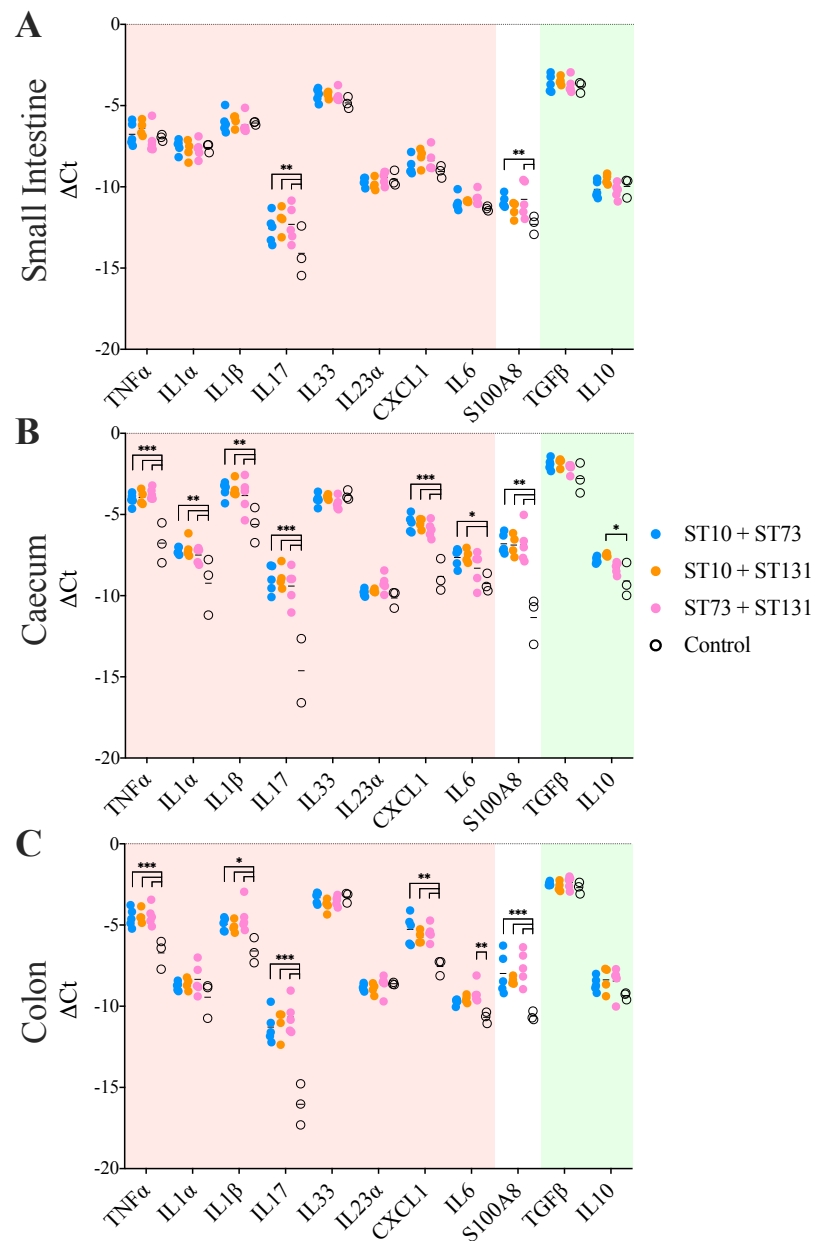 A
Small Intestine
ΔCt
0
-5
-10
-15
-20
**
**
TNFα
IL1α
IL1β
IL17
IL33
IL23α
CXCL1
IL6
S100A8
TGFβ
IL10
B
Caecum
ΔCt
0
-5
-10
-15
-20
***
**
**
***
***
*
**
*
TNFα
IL1α
IL1β
IL17
IL33
IL23α
CXCL1
IL6
S100A8
TGFβ
IL10
ST10 + ST73
ST10 + ST131
ST73 + ST131
Control
C
Colon
ΔCt
0
-5
-10
-15
-20
***
*
***
**
**
***
TNFα
IL1α
IL1β
IL17
IL33
IL23α
CXCL1
IL6
S100A8
TGFβ
IL10